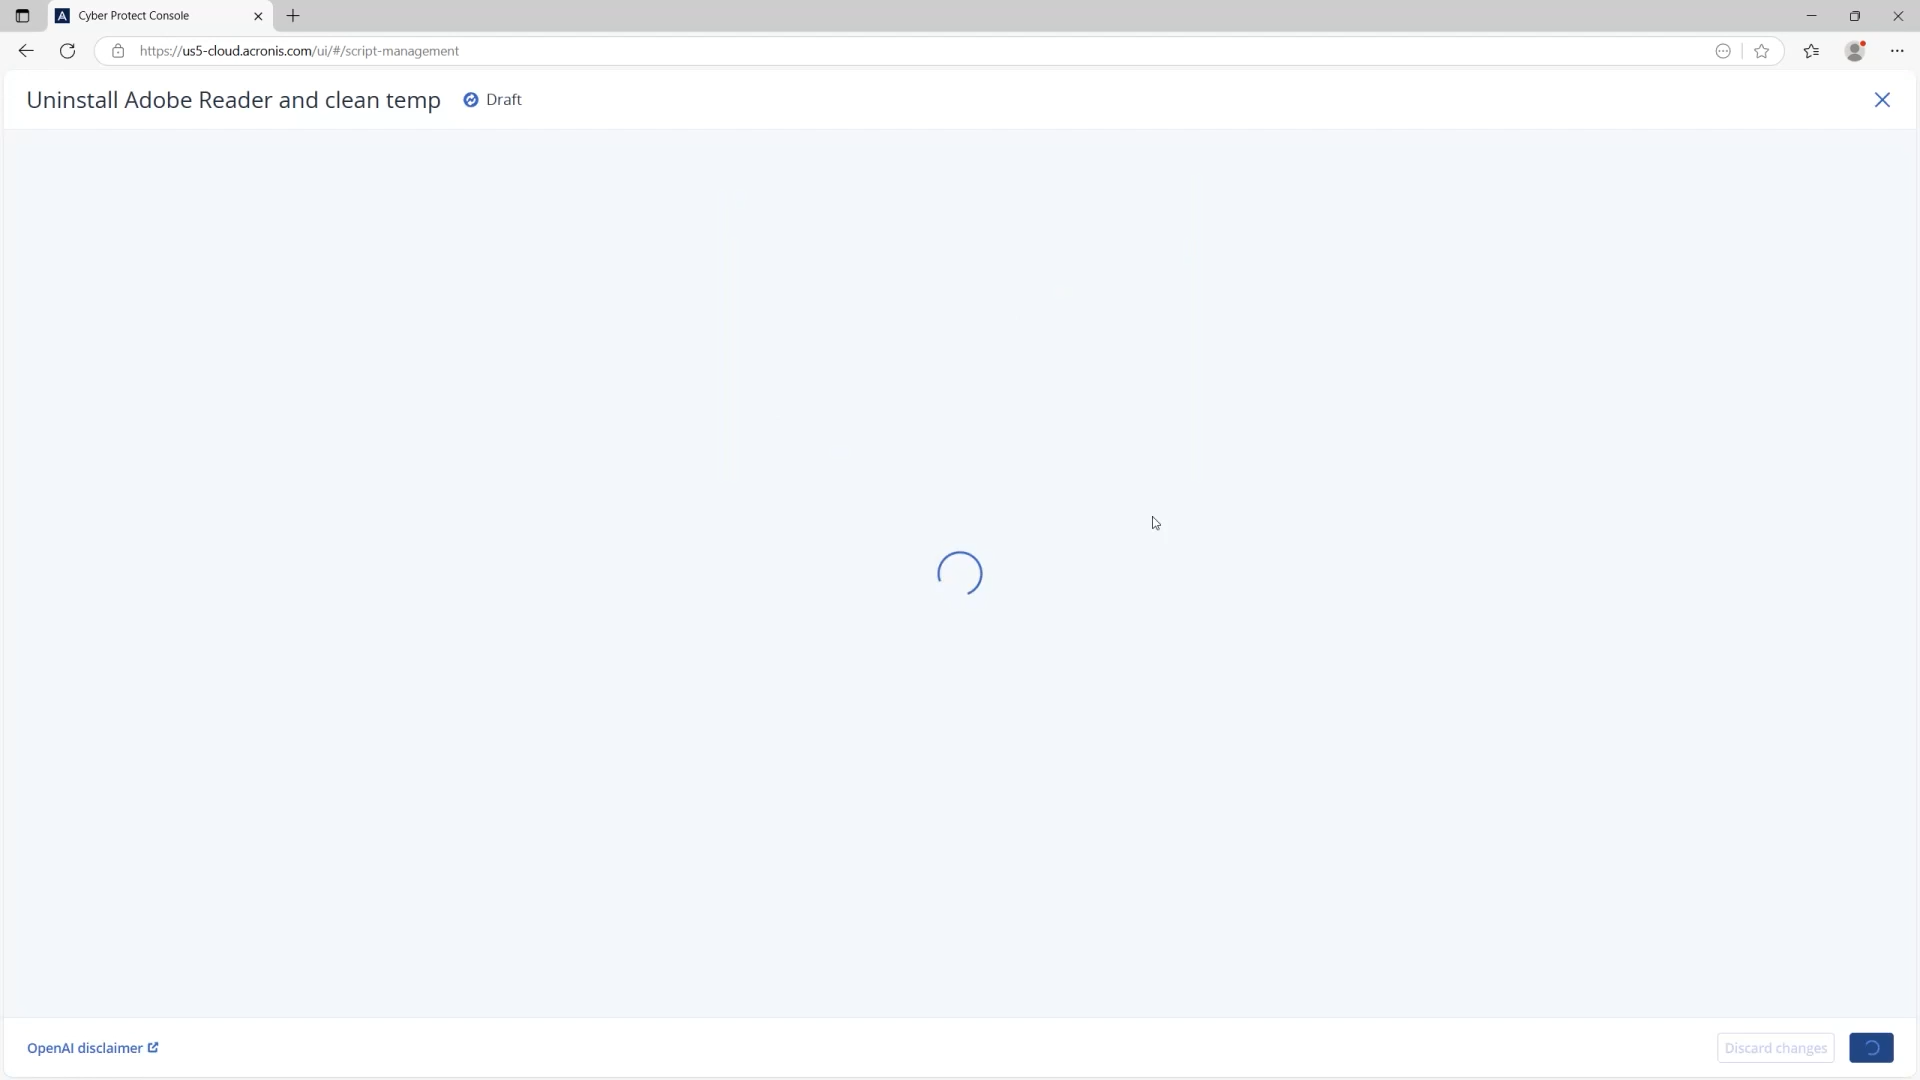 Cyber Protect Console
https://us5-cloud.acronis.com/ui/#/script-management
Uninstall Adobe Reader and clean temp
Draft
OpenAI disclaimer
Discard changes